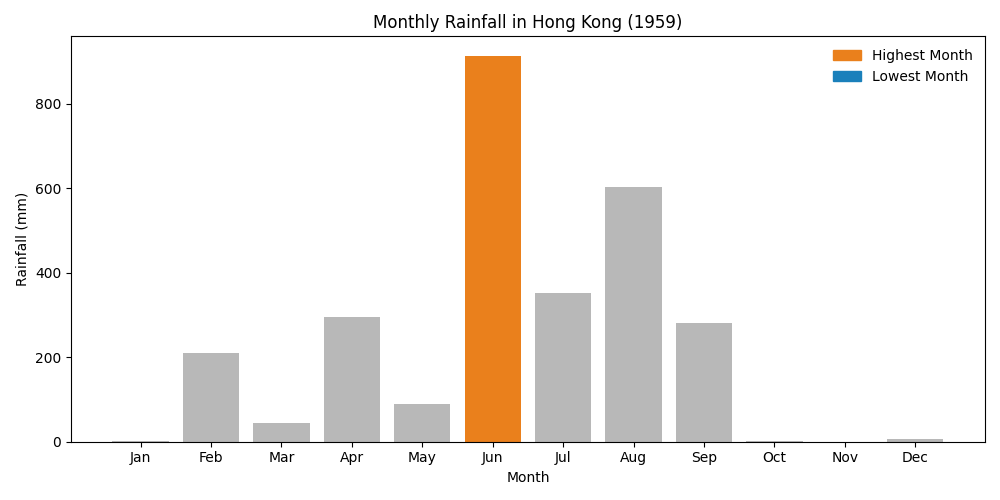 Monthly Rainfall in Hong Kong (1959)
Highest Month
Lowest Month
Rainfall (mm)
800
600
400
200
0
Jan Feb Mar Apr May Jun Jul Aug Sep Oct Nov Dec
Month